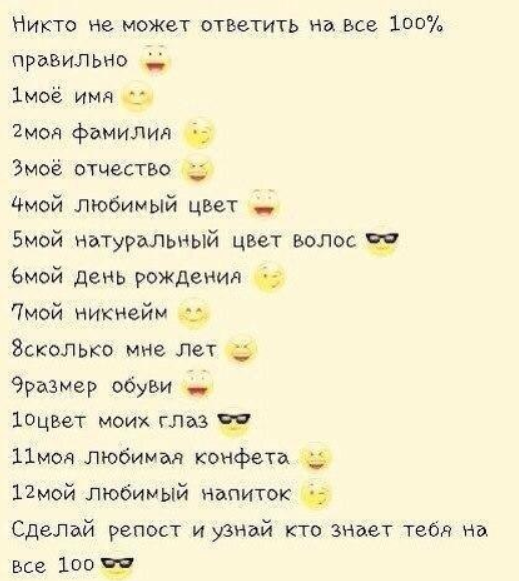 Никто не может ответить на все 100%
правильно
1моё имя
2моя фамилия
3моё отчество
4мой любимый цвет
5мой натуральный цвет волос
6мой день рождения
7мой никнейм
8сколько мне лет
9размер обуви
10цвет моих глаз
11моя любимая конфета
12мой любимый напиток
Сделай репост и узнай кто знает тебя на
все 100